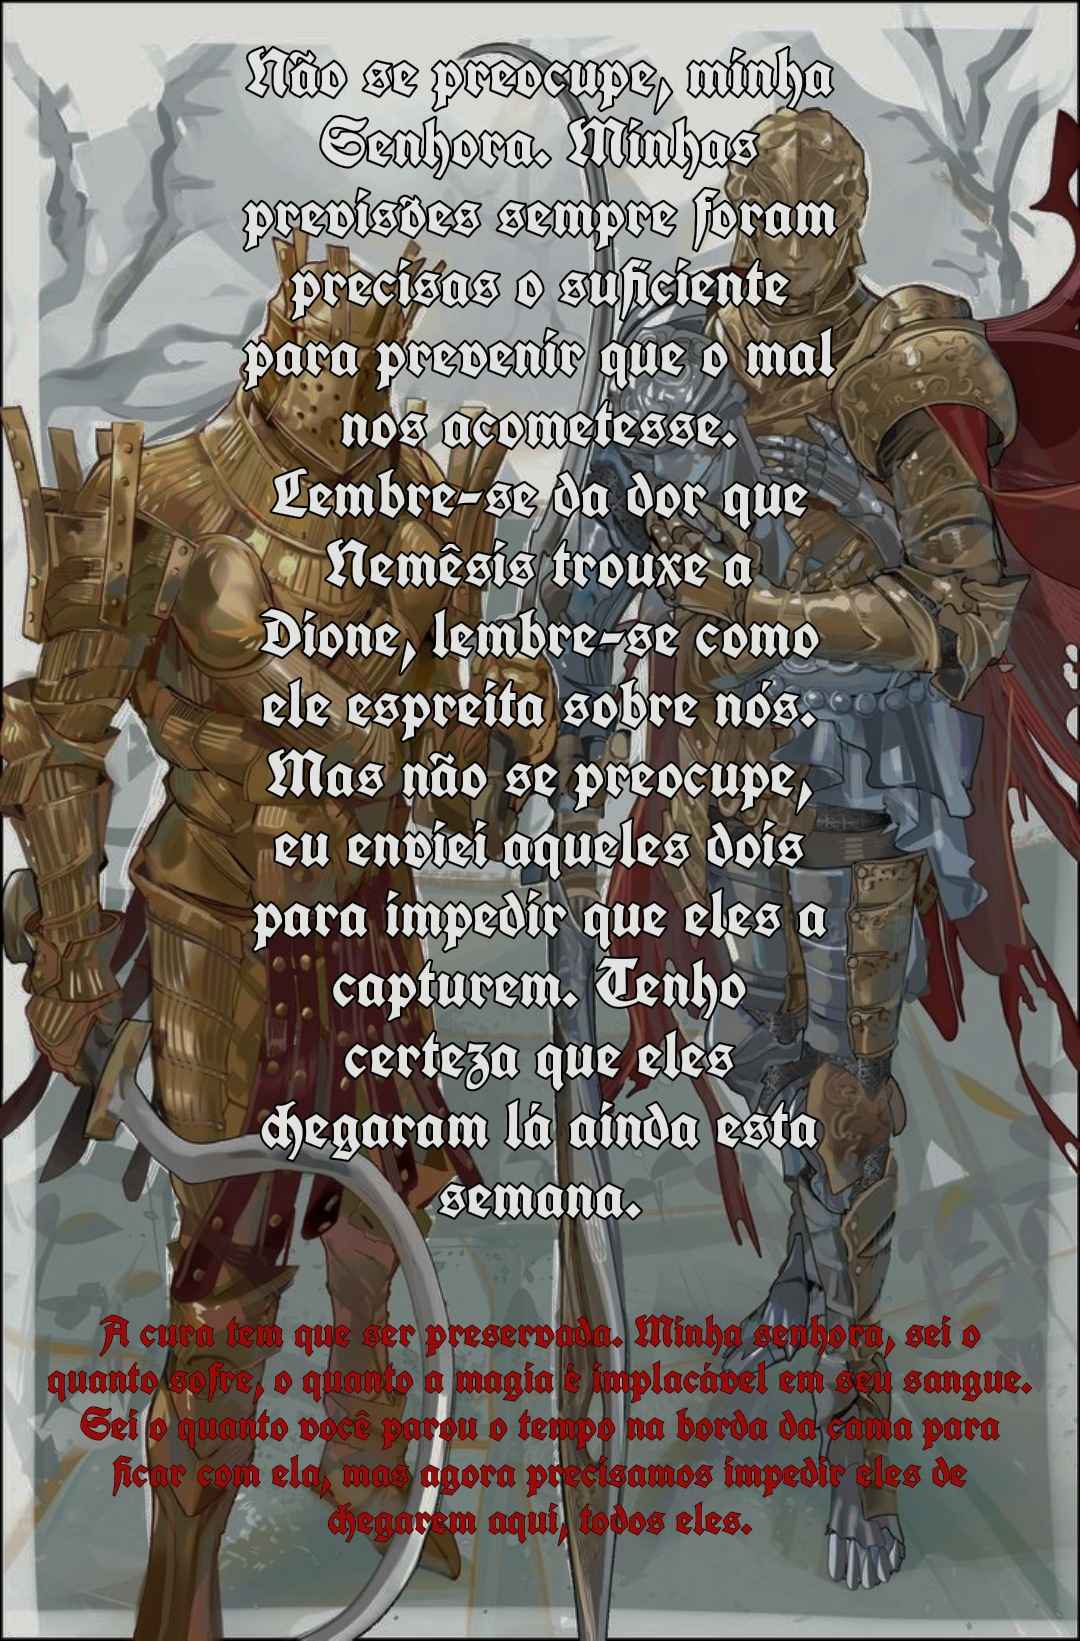 Não se preocupe, minha
Senhora. Minhas
previsões sempre foram
precisas o suficiente
para prevenir que o mal
nos acometesse.
Lembre-se da dor que
Nemêsis trouxe a
Dione, lembre-se como
ele espreita sobre nós.
Mas não se preocupe,
eu enviei aqueles dois
para impedir que eles a
capturem. Tenho
certeza que eles
chegaram lá ainda esta
semana.
A cura tem que ser preservada. Minha senhora, sei o
quanto sofre, o quanto a magia é implacável em seu sangue.
Sei o quanto você parou o tempo na borda da cama para
ficar com ela, mas agora precisamos impedir eles de
chegarem aqui, todos eles.